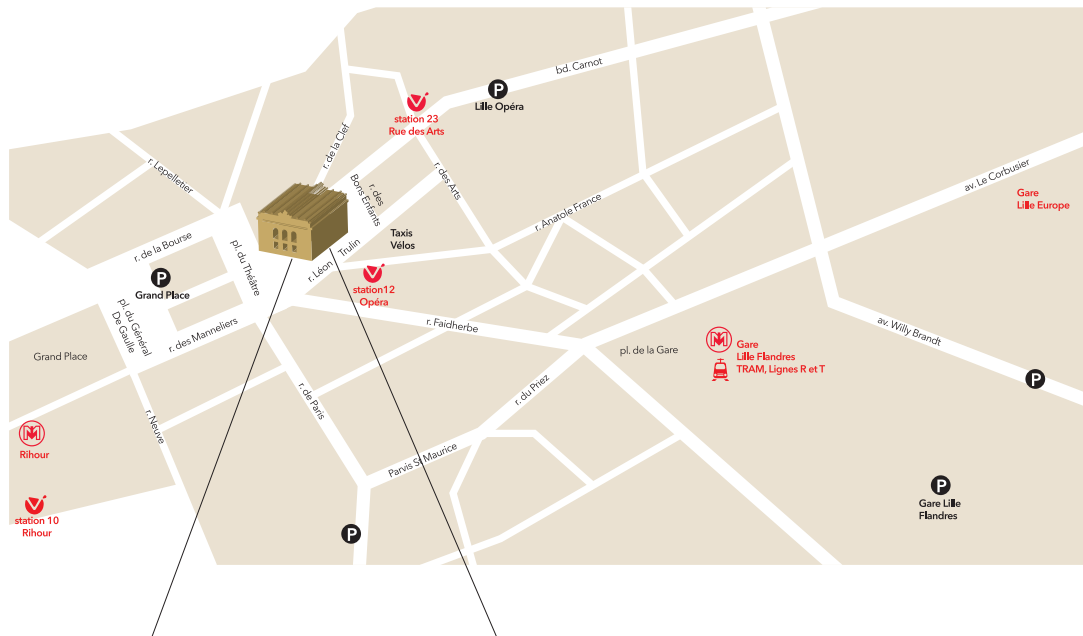 bd. Carnot
P
Lille Opéra
station 23
Rue des Arts
r. de la Clef
r. Lepelletier
r. des Arts
r. des
Bons Enfants
av. Le Corbusier
Gare
Lille Europe
r. Anatole France
Taxis
Vélos
r. de la Bourse
pl. du Théâtre
r. Léon Trulin
P
Grand Place
station12
Opéra
pl. du Général
De Gaulle
r. des Manneliers
r. Faidherbe
av. Willy Brandt
Grand Place
pl. de la Gare
M
Gare
Lille Flandres
TRAM, Lignes R et T
P
r. du Priez
r. de Paris
r. Neuve
M
Rihour
Parvis St Maurice
P
Gare Lille
Flandres
station 10
Rihour
P